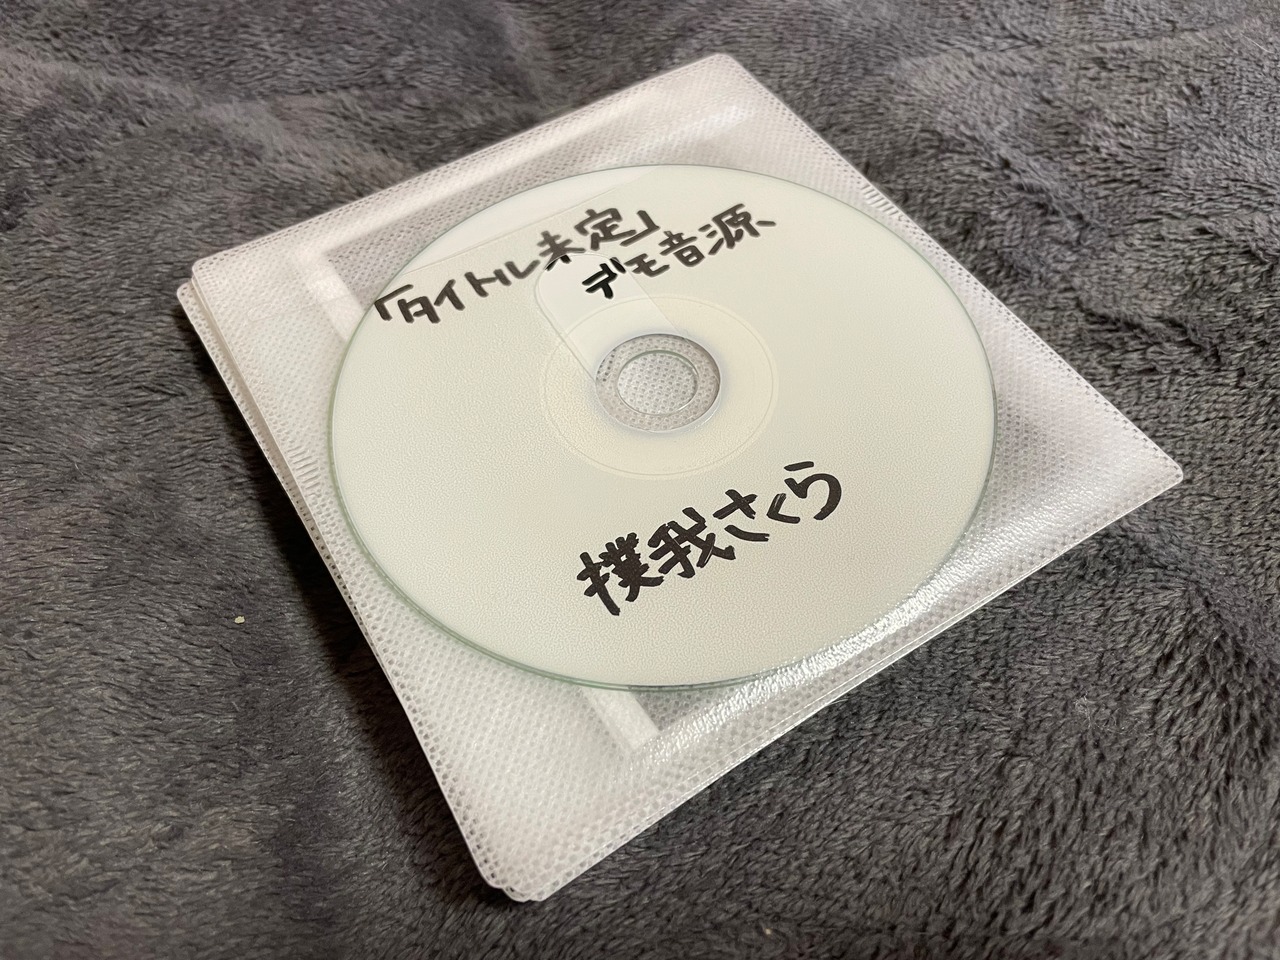 「タイトル未定」
デモ音源
撲我さくら